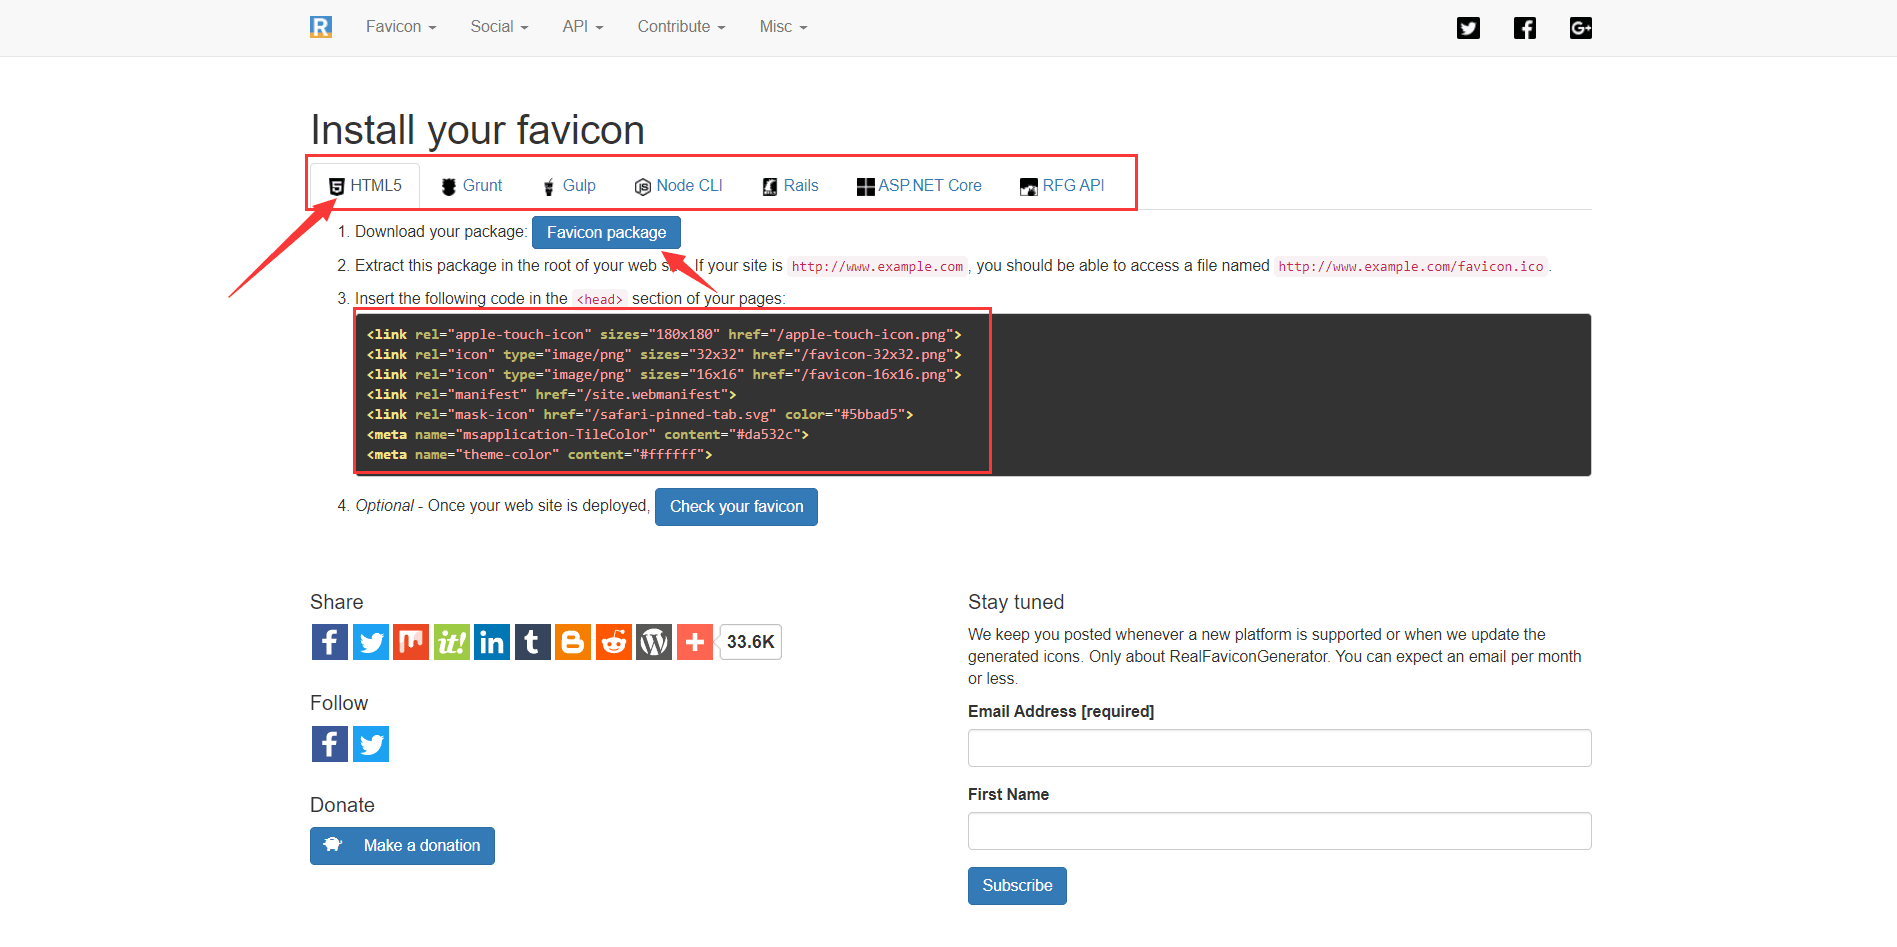 R Favicon Social API Contribute Misc
Install your favicon
HTML5 Grunt Gulp Node CLI Rails ASP.NET Core RFG API
1. Download your package: Favicon package
2. Extract this package in the root of your web If your site is http://www.example.com, you should be able to access a file named http://www.example.com/favicon.ico.
3. Insert the following code in the <head> section of your pages:
<link rel="apple-touch-icon" sizes="180x180" href="/apple-touch-icon.png">
<link rel="icon" type="image/png" sizes="32x32" href="/favicon-32x32.png">
<link rel="icon" type="image/png" sizes="16x16" href="/favicon-16x16.png">
<link rel="manifest" href="/site.webmanifest">
<link rel="mask-icon" href="/safari-pinned-tab.svg" color="#5bbad5">
<meta name="msapplication-TileColor" content="#da532c">
<meta name="theme-color" content="#ffffff">
4. Optional - Once your web site is deployed, Check your favicon
Share
33.6K
Follow
Donate
Make a donation
Stay tuned
We keep you posted whenever a new platform is supported or when we update the
generated icons. Only about RealFaviconGenerator. You can expect an email per month
or less.
Email Address [required]
First Name
Subscribe